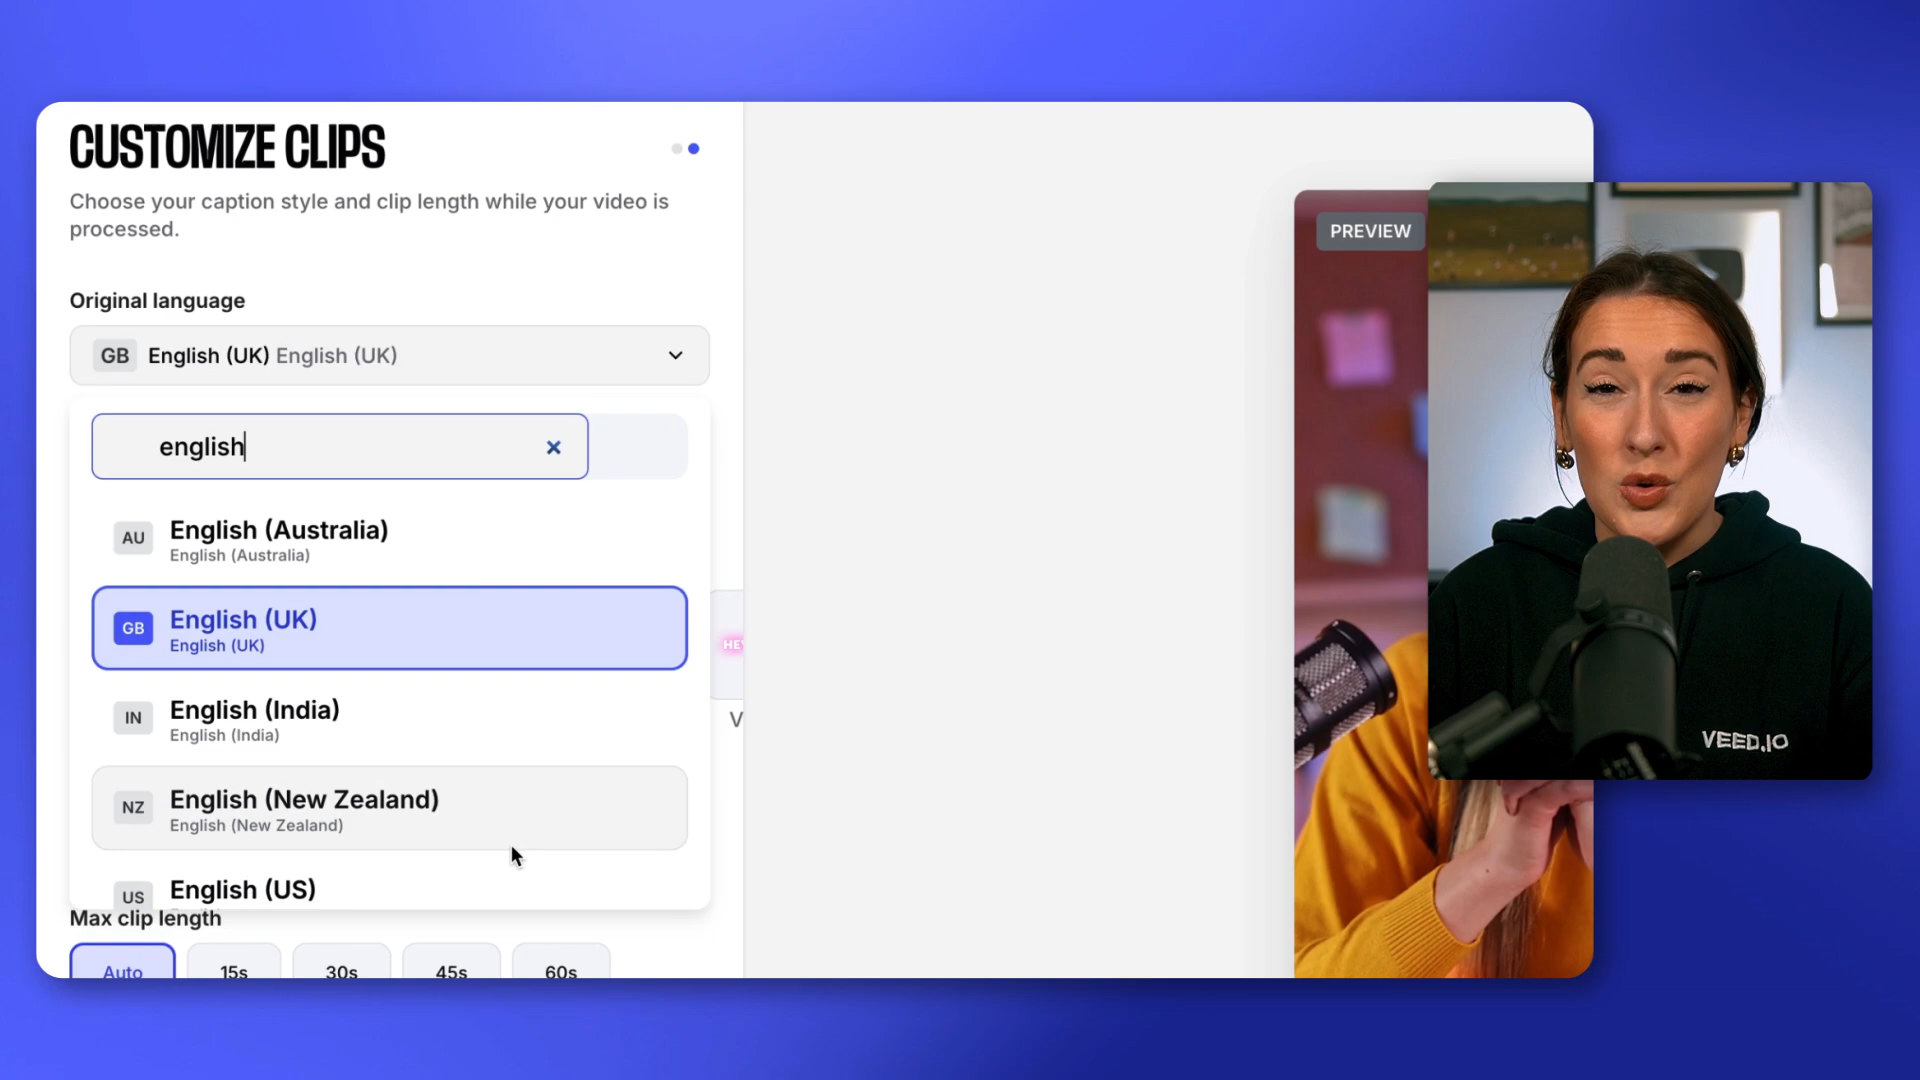 CUSTOMIZE CLIPS
Choose your caption style and clip length while your video is
processed.
Original language
GB English (UK) English (UK)
english
AU English (Australia)
English (Australia)
GB English (UK)
English (UK)
IN English (India)
English (India)
NZ English (New Zealand)
English (New Zealand)
US English (US)
Max clip length
Auto 15s 30s 45s 60s
HEY
V
PREVIEW
VEED.IO